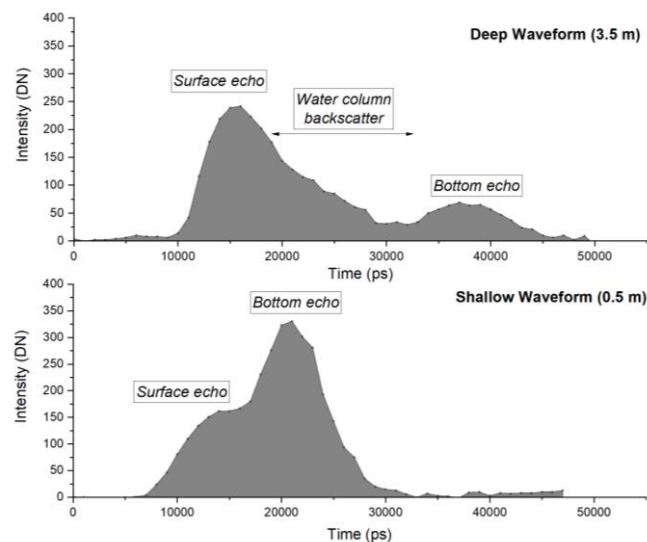 Deep Waveform (3.5 m)
Surface echo
Water column
backscatter
Bottom echo
Intensity (DN)
400
350
300
250
200
150
100
50
0
0
10000
20000
30000
40000
50000
Time (ps)
Shallow Waveform (0.5 m)
Bottom echo
Surface echo
Intensity (DN)
400
350
300
250
200
150
100
50
0
0
10000
20000
30000
40000
50000
Time (ps)